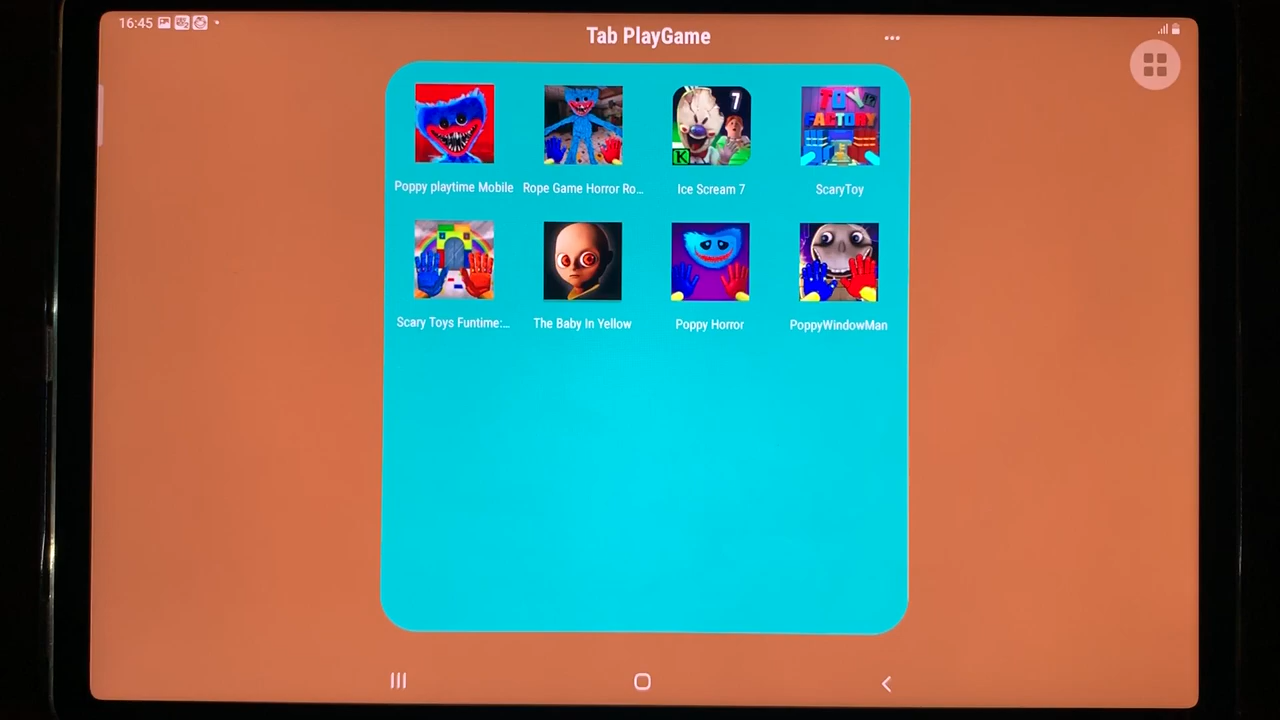 16:45
Tab PlayGame
7
K
TOY
FACTORY
Poppy playtime Mobile
Rope Game Horror Ro...
Ice Scream 7
ScaryToy
Scary Toys Funtime:...
The Baby In Yellow
Poppy Horror
PoppyWindowMan